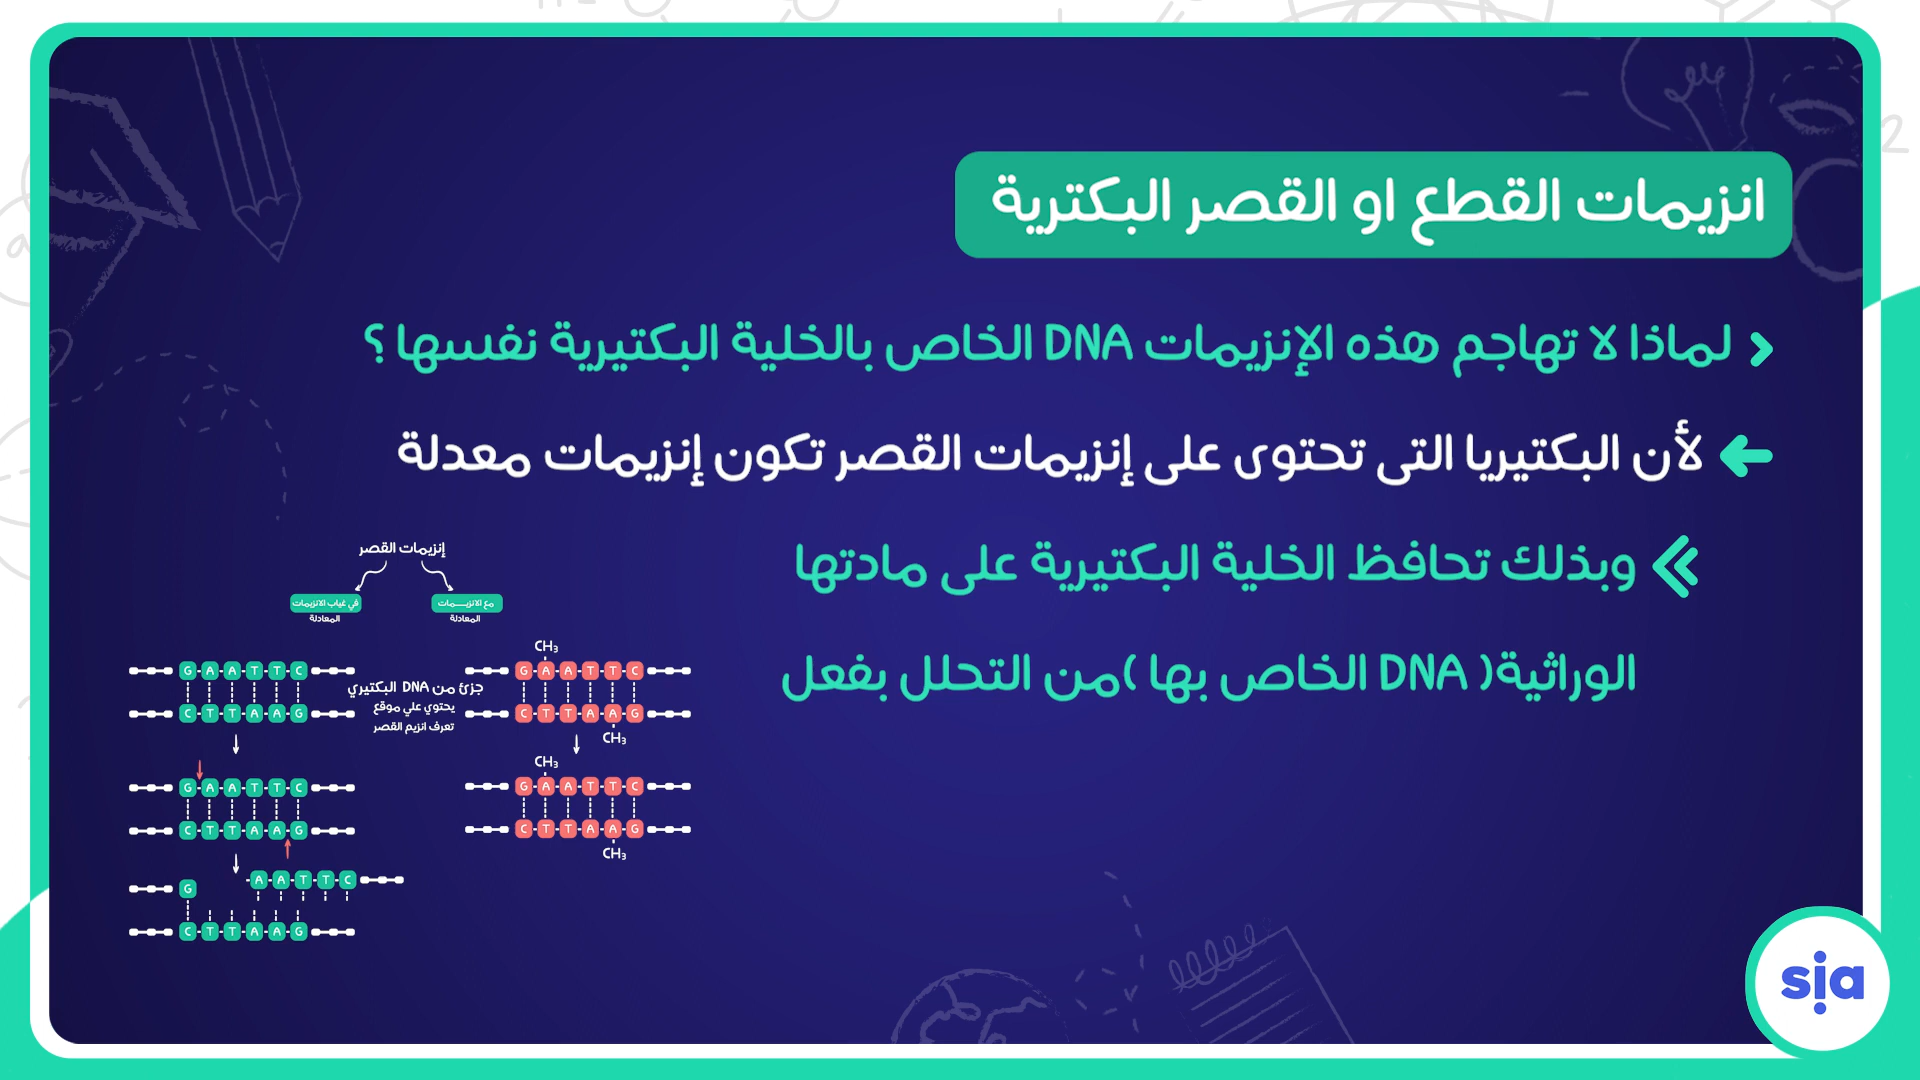 انزيمات القطع او القصر البكترية
لماذا لا تهاجم هذه الإنزيمات DNA الخاص بالخلية البكتيرية نفسها ؟
لأن البكتيريا التى تحتوى على إنزيمات القصر تكون إنزيمات معدلة
وبذلك تحافظ الخلية البكتيرية على مادتها
الوراثية( DNA الخاص بها )من التحلل بفعل
إنزيمات القصر
مع الانزيمات
المعادلة
في غياب الانزيمات
المعادلة
CH3
G A A T T C
C T T A A G
CH3
جزئ من DNA البكتيري
يحتوي علي موقع
تعرف انزيم القصر
G A A T T C
C T T A A G
CH3
G A A T T C
C T T A A G
CH3
G A A T T C
C T T A A G
A A T T C
G
C T T A A G
sia